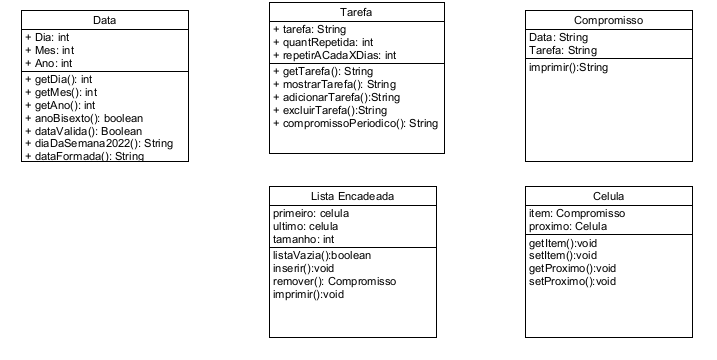 Data
+ Dia: int
+ Mes: int
+ Ano: int
+ getDia(): int
+ getMes(): int
+ getAno(): int
+ anoBisexto(): boolean
+ dataValida(): Boolean
+ diaDaSemana2022(): String
+ dataFormada(): String
Tarefa
+ tarefa: String
+ quantRepetida: int
+ repetirACadaXDias: int
+ getTarefa(): String
+ mostrarTarefa(): String
+ adicionarTarefa():String
+ excluirTarefa():String
+ compromissoPeriodico(): String
Compromisso
Data: String
Tarefa: String
imprimir():String
Lista Encadeada
primeiro: celula
ultimo: celula
tamanho: int
listaVazia():boolean
inserir():void
remover(): Compromisso
imprimir():void
Celula
item: Compromisso
proximo: Celula
getItem():void
setItem():void
getProximo():void
setProximo():void